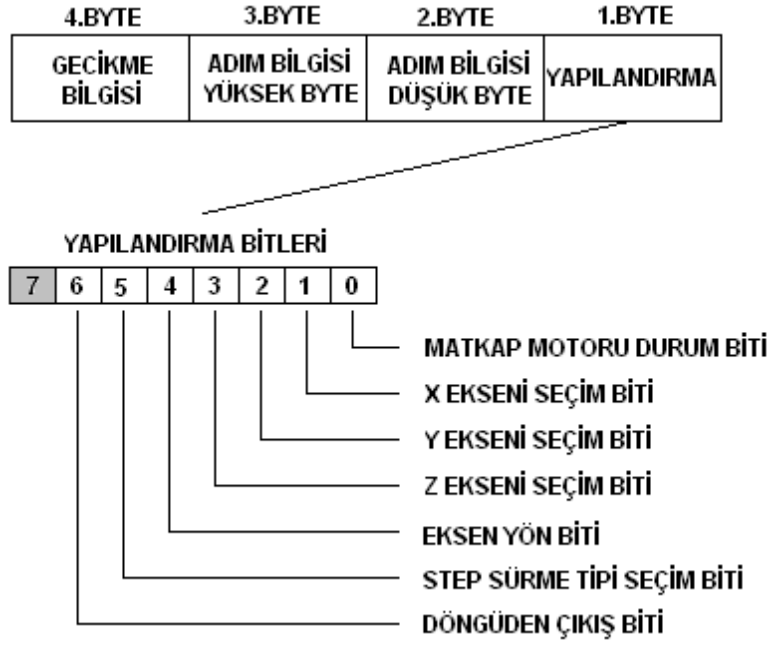 4.BYTE 3.BYTE 2.BYTE 1.BYTE
GECİKME BİLGİSİ ADIM BİLGİSİ YÜKSEK BYTE ADIM BİLGİSİ DÜŞÜK BYTE YAPILANDIRMA
YAPILANDIRMA BİTLERİ
7 6 5 4 3 2 1 0
MATKAP MOTORU DURUM BİTİ
X EKSENİ SEÇİM BİTİ
Y EKSENİ SEÇİM BİTİ
Z EKSENİ SEÇİM BİTİ
EKSEN YÖN BİTİ
STEP SÜRME TİPİ SEÇİM BİTİ
DÖNGÜDEN ÇIKIŞ BİTİ